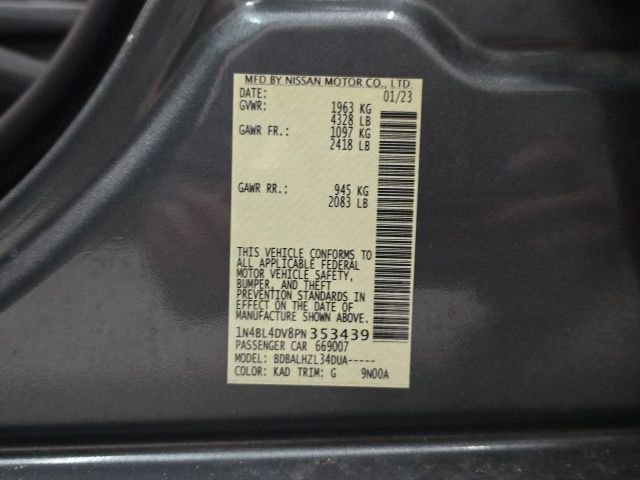 MFD BY NISSAN MOTOR CO., LTD
DATE: 01/23
GVWR: 1963 KG
4328 LB
GAWR FR.: 1097 KG
2418 LB
GAWR RR.: 945 KG
2083 LB
THIS VEHICLE CONFORMS TO
ALL APPLICABLE FEDERAL
MOTOR VEHICLE SAFETY,
BUMPER, AND THEFT
PREVENTION STANDARDS IN
EFFECT ON THE DATE OF
MANUFACTURE SHOWN ABOVE.
1N4BL4DV8PN353439
PASSENGER CAR 669007
MODEL: BDBALHZL34DUA-----
COLOR: KAD TRIM: G 9N00A